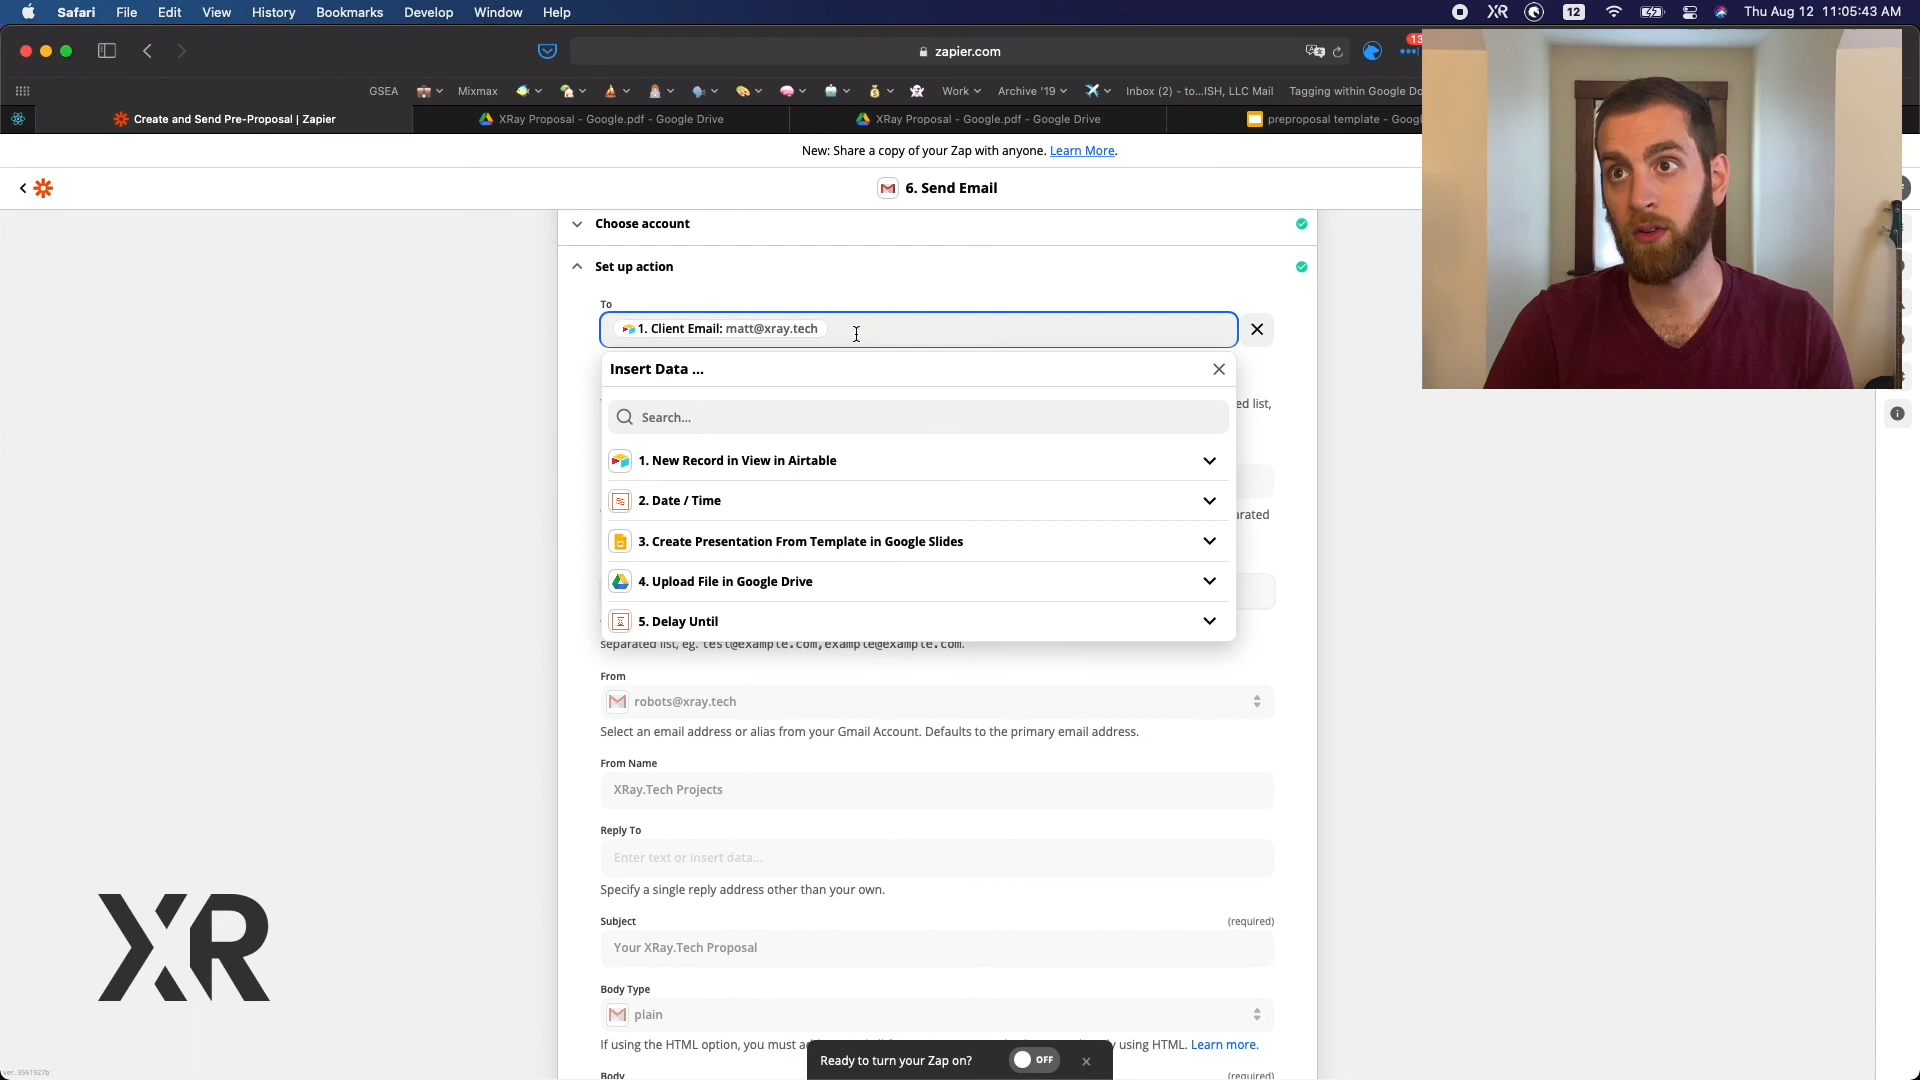 Safari File Edit View History Bookmarks Develop Window Help
XR 12 Thu Aug 12 11:05:43 AM
zapier.com
13
GSEA Mixmax Work Archive '19 Inbox (2) - to...ISH, LLC Mail Tagging within Google Do
Create and Send Pre-Proposal | Zapier XRay Proposal - Google.pdf - Google Drive XRay Proposal - Google.pdf - Google Drive preproposal template - Googl
New: Share a copy of your Zap with anyone. Learn More.
6. Send Email
Choose account
Set up action
To
1. Client Email: matt@xray.tech
Insert Data ...
ed list,
Search...
1. New Record in View in Airtable
2. Date / Time
arated
3. Create Presentation From Template in Google Slides
4. Upload File in Google Drive
5. Delay Until
separated list, eg. test@example.com,example@example.com.
From
robots@xray.tech
Select an email address or alias from your Gmail Account. Defaults to the primary email address.
From Name
XRay.Tech Projects
Reply To
Enter text or insert data...
Specify a single reply address other than your own.
Subject (required)
Your XRay.Tech Proposal
Body Type
plain
If using the HTML option, you must ad using HTML. Learn more.
Ready to turn your Zap on? OFF
Body (required)
XR
ver. 3561927b